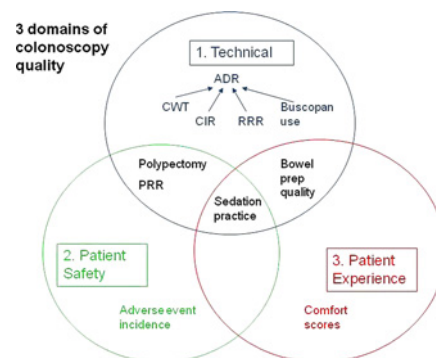 3 domains of
colonoscopy
quality
1. Technical
ADR
CWT
CIR
RRR
Buscopan
use
Polypectomy
PRR
Bowel
prep
quality
Sedation
practice
2. Patient
Safety
3. Patient
Experience
Adverse event
incidence
Comfort
scores